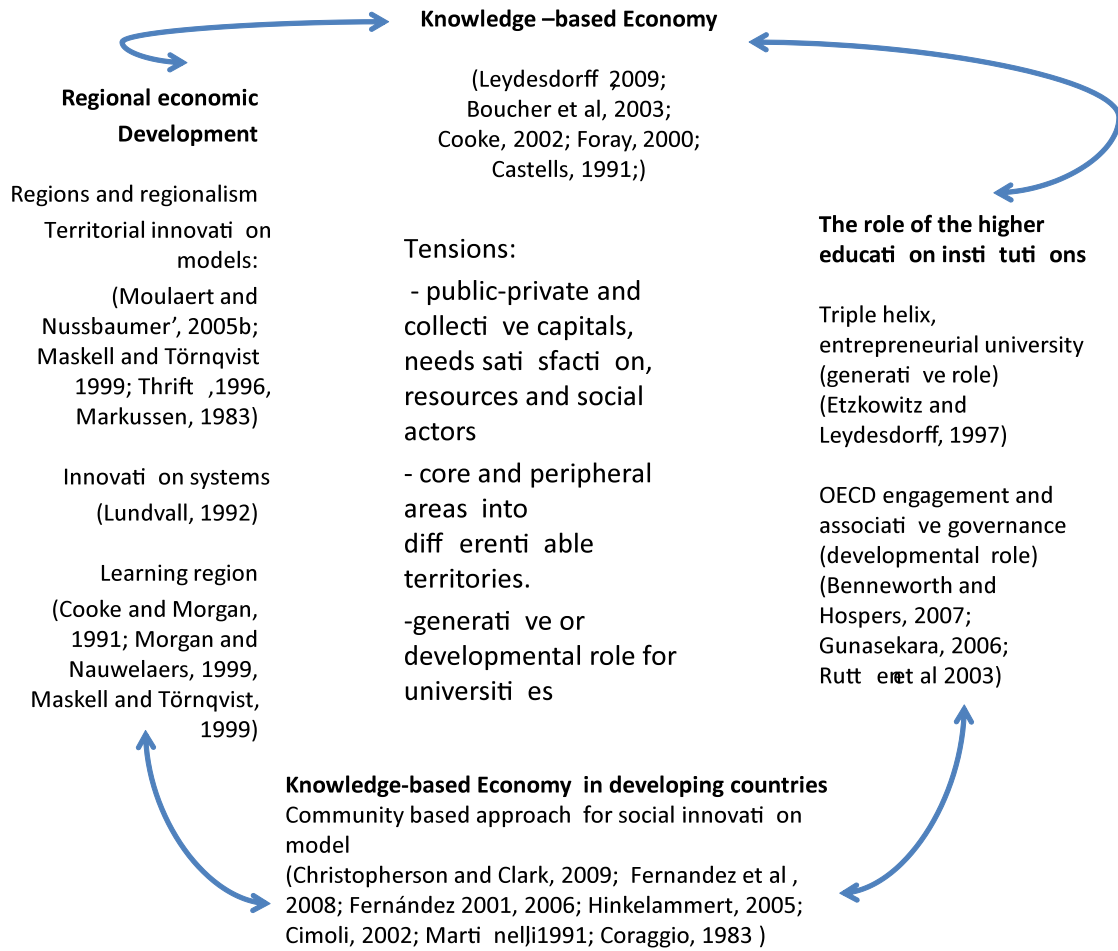 Knowledge –based Economy
(Leydesdorff, 2009;
Boucher et al, 2003;
Cooke, 2002; Foray, 2000;
Castells, 1991;)
Regional economic
Development
Regions and regionalism
Territorial innovati on
models:
(Moulaert and
Nussbaumer’, 2005b;
Maskell and Törnqvist
1999; Thrift ,1996,
Markussen, 1983)
Innovati on systems
(Lundvall, 1992)
Learning region
(Cooke and Morgan,
1991; Morgan and
Nauwelaers, 1999,
Maskell and Törnqvist,
1999)
Tensions:
- public-private and
collecti ve capitals,
needs sati sfacti on,
resources and social
actors
- core and peripheral
areas into
diff erenti able
territories.
-generati ve or
developmental role for
universiti es
The role of the higher
educati on insti tuti ons
Triple helix,
entrepreneurial university
(generati ve role)
(Etzkowitz and
Leydesdorff, 1997)
OECD engagement and
associati ve governance
(developmental role)
(Benneworth and
Hospers, 2007;
Gunasekara, 2006;
Rutt en et al 2003)
Knowledge-based Economy in developing countries
Community based approach for social innovati on
model
(Christopherson and Clark, 2009; Fernandez et al ,
2008; Fernández 2001, 2006; Hinkelammert, 2005;
Cimoli, 2002; Marti nelli,1991; Coraggio, 1983 )